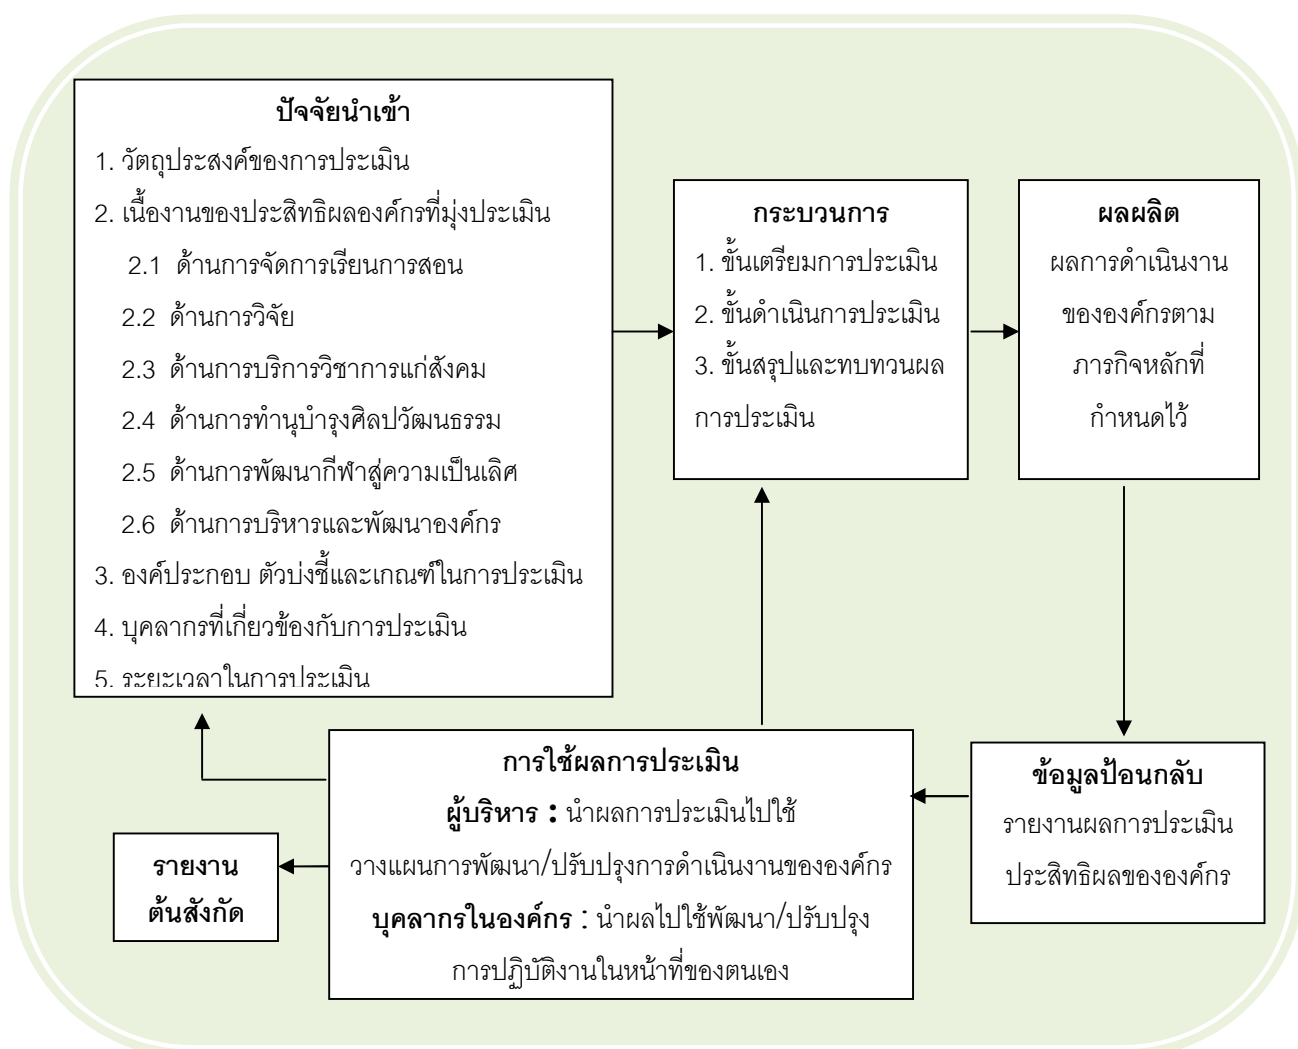 ปัจจัยนำเข้า
1. วัตถุประสงค์ของการประเมิน
2. เนื้องานของประสิทธิผลองค์กรที่มุ่งประเมิน
2.1 ด้านการจัดการเรียนการสอน
2.2 ด้านการวิจัย
2.3 ด้านการบริการวิชาการแก่สังคม
2.4 ด้านการทำนุบำรุงศิลปวัฒนธรรม
2.5 ด้านการพัฒนากีฬาสู่ความเป็นเลิศ
2.6 ด้านการบริหารและพัฒนาองค์กร
3. องค์ประกอบ ตัวบ่งชี้และเกณฑ์ในการประเมิน
4. บุคลากรที่เกี่ยวข้องกับการประเมิน
5. ระยะเวลาในการประเมิน
กระบวนการ
1. ขั้นเตรียมการประเมิน
2. ขั้นดำเนินการประเมิน
3. ขั้นสรุปและทบทวนผล
การประเมิน
ผลผลิต
ผลการดำเนินงาน
ขององค์กรตาม
ภารกิจหลักที่
กำหนดไว้
ข้อมูลป้อนกลับ
รายงานผลการประเมิน
ประสิทธิผลขององค์กร
การใช้ผลการประเมิน
ผู้บริหาร : นำผลการประเมินไปใช้
วางแผนการพัฒนา/ปรับปรุงการดำเนินงานขององค์กร
บุคลากรในองค์กร : นำผลไปใช้พัฒนา/ปรับปรุง
การปฏิบัติงานในหน้าที่ของตนเอง
รายงาน
ต้นสังกัด